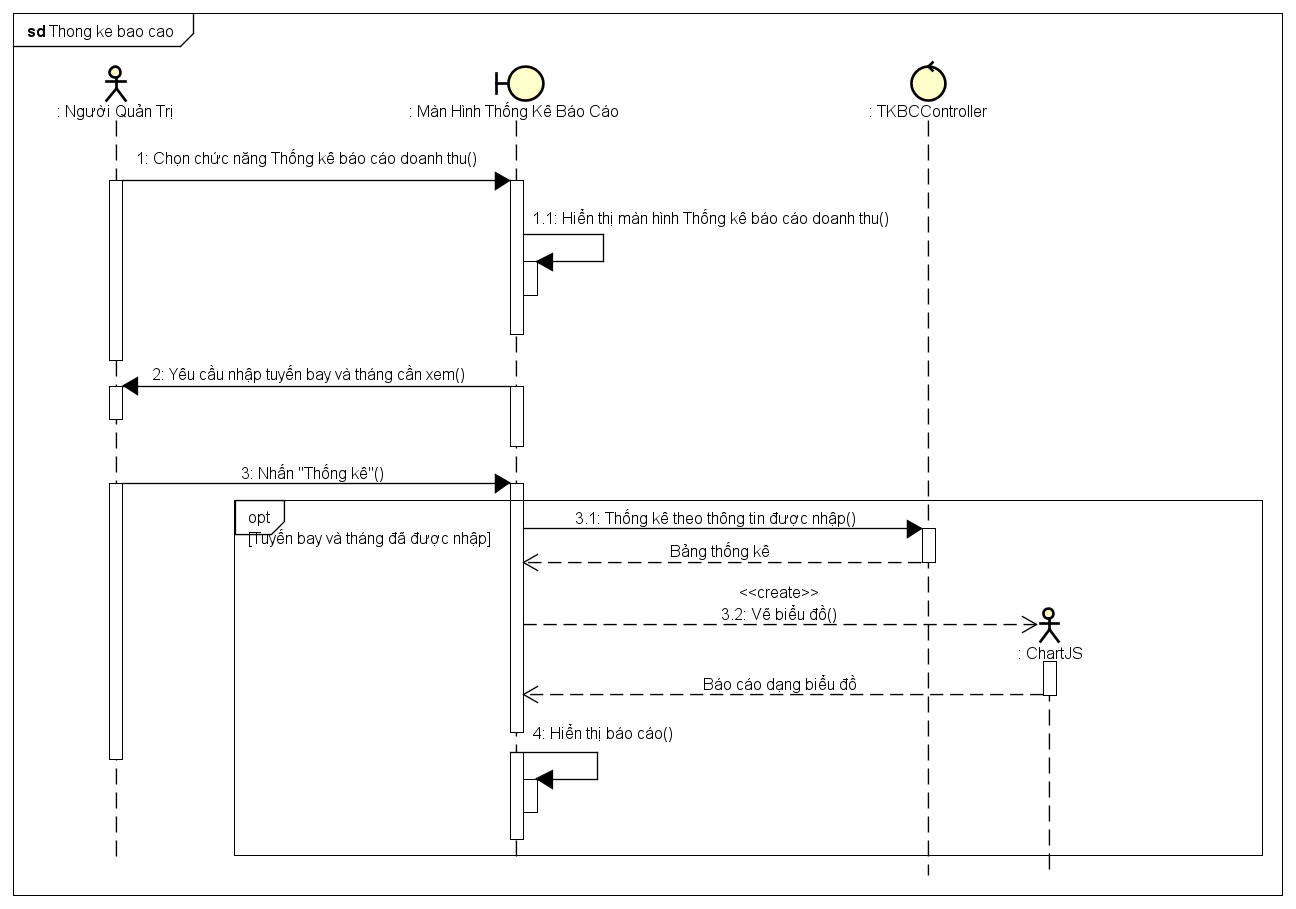 sd Thong ke bao cao
: Người Quản Trị
: Màn Hình Thống Kê Báo Cáo
: TKBCController
1: Chọn chức năng Thống kê báo cáo doanh thu()
1.1: Hiển thị màn hình Thống kê báo cáo doanh thu()
2: Yêu cầu nhập tuyến bay và tháng cần xem()
3: Nhấn "Thống kê"()
opt
[Tuyến bay và tháng đã được nhập]
3.1: Thống kê theo thông tin được nhập()
Bảng thống kê
<<create>>
3.2: Vẽ biểu đồ()
: ChartJS
Báo cáo dạng biểu đồ
4: Hiển thị báo cáo()